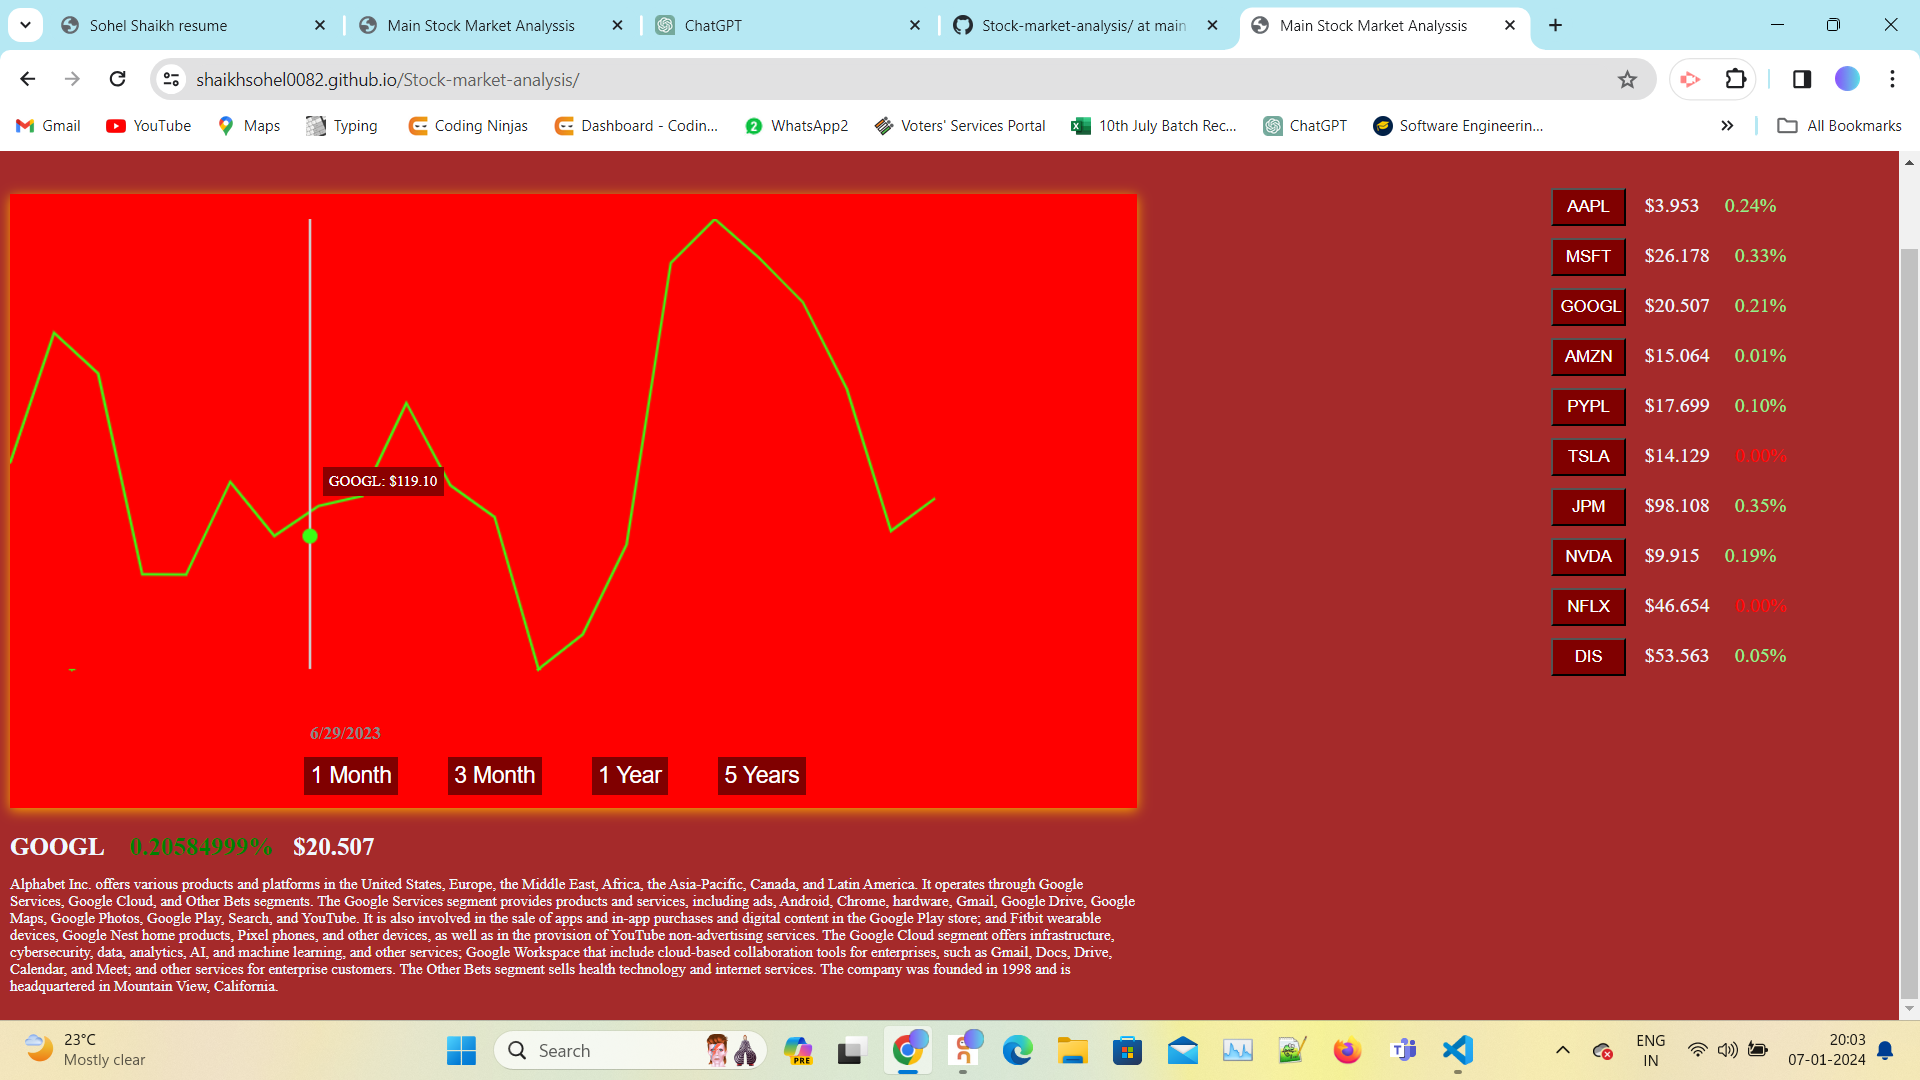 Sohel Shaikh resume
Main Stock Market Analyssis
ChatGPT
Stock-market-analysis/ at main
Main Stock Market Analyssis
shaikhsohel0082.github.io/Stock-market-analysis/
Gmail
YouTube
Maps
Typing
Coding Ninjas
Dashboard - Codin...
WhatsApp2
Voters' Services Portal
10th July Batch Rec...
ChatGPT
Software Engineerin...
All Bookmarks
AAPL $3.953 0.24%
MSFT $26.178 0.33%
GOOGL $20.507 0.21%
AMZN $15.064 0.01%
PYPL $17.699 0.10%
TSLA $14.129 0.00%
JPM $98.108 0.35%
NVDA $9.915 0.19%
NFLX $46.654 0.00%
DIS $53.563 0.05%
GOOGL: $119.10
6/29/2023
1 Month
3 Month
1 Year
5 Years
GOOGL 0.20584999% $20.507
Alphabet Inc. offers various products and platforms in the United States, Europe, the Middle East, Africa, the Asia-Pacific, Canada, and Latin America. It operates through Google
Services, Google Cloud, and Other Bets segments. The Google Services segment provides products and services, including ads, Android, Chrome, hardware, Gmail, Google Drive, Google
Maps, Google Photos, Google Play, Search, and YouTube. It is also involved in the sale of apps and in-app purchases and digital content in the Google Play store; and Fitbit wearable
devices, Google Nest home products, Pixel phones, and other devices, as well as in the provision of YouTube non-advertising services. The Google Cloud segment offers infrastructure,
cybersecurity, data, analytics, AI, and machine learning, and other services; Google Workspace that include cloud-based collaboration tools for enterprises, such as Gmail, Docs, Drive,
Calendar, and Meet; and other services for enterprise customers. The Other Bets segment sells health technology and internet services. The company was founded in 1998 and is
headquartered in Mountain View, California.
23°C
Mostly clear
Search
PRE
ENG
IN
20:03
07-01-2024